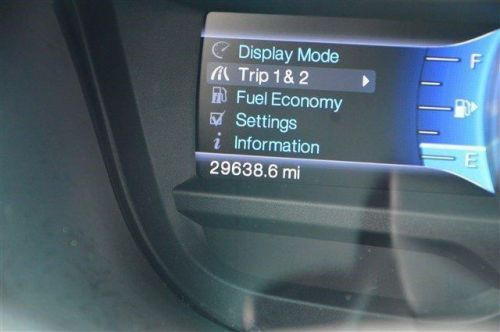 Display Mode
Trip 1 & 2
Fuel Economy
Settings
i Information
29638.6 mi
F
E